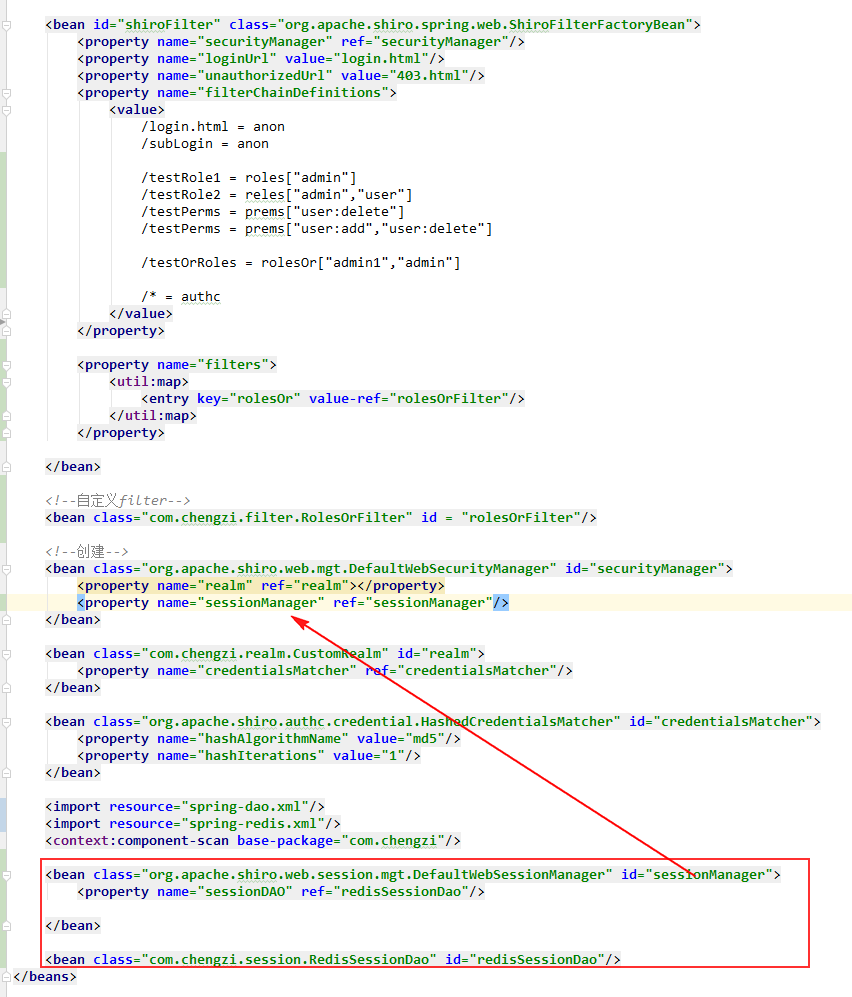 <bean id="shiroFilter" class="org.apache.shiro.spring.web.ShiroFilterFactoryBean">
<property name="securityManager" ref="securityManager"/>
<property name="loginUrl" value="login.html"/>
<property name="unauthorizedUrl" value="403.html"/>
<property name="filterChainDefinitions">
<value>
/login.html = anon
/subLogin = anon
/testRole1 = roles["admin"]
/testRole2 = reles["admin","user"]
/testPerms = prems["user:delete"]
/testPerms = prems["user:add","user:delete"]
/testOrRoles = rolesOr["admin1","admin"]
/* = authc
</value>
</property>
<property name="filters">
<util:map>
<entry key="rolesOr" value-ref="rolesOrFilter"/>
</util:map>
</property>
</bean>
<!--自定义filter-->
<bean class="com.chengzi.filter.RolesOrFilter" id = "rolesOrFilter"/>
<!--创建-->
<bean class="org.apache.shiro.web.mgt.DefaultWebSecurityManager" id="securityManager">
<property name="realm" ref="realm"></property>
<property name="sessionManager" ref="sessionManager"/>
</bean>
<bean class="com.chengzi.realm.CustomRealm" id="realm">
<property name="credentialsMatcher" ref="credentialsMatcher"/>
</bean>
<bean class="org.apache.shiro.authc.credential.HashedCredentialsMatcher" id="credentialsMatcher">
<property name="hashAlgorithmName" value="md5"/>
<property name="hashIterations" value="1"/>
</bean>
<import resource="spring-dao.xml"/>
<import resource="spring-redis.xml"/>
<context:component-scan base-package="com.chengzi"/>
<bean class="org.apache.shiro.web.session.mgt.DefaultWebSessionManager" id="sessionManager">
<property name="sessionDAO" ref="redisSessionDao"/>
</bean>
<bean class="com.chengzi.session.RedisSessionDao" id="redisSessionDao"/>
</beans>